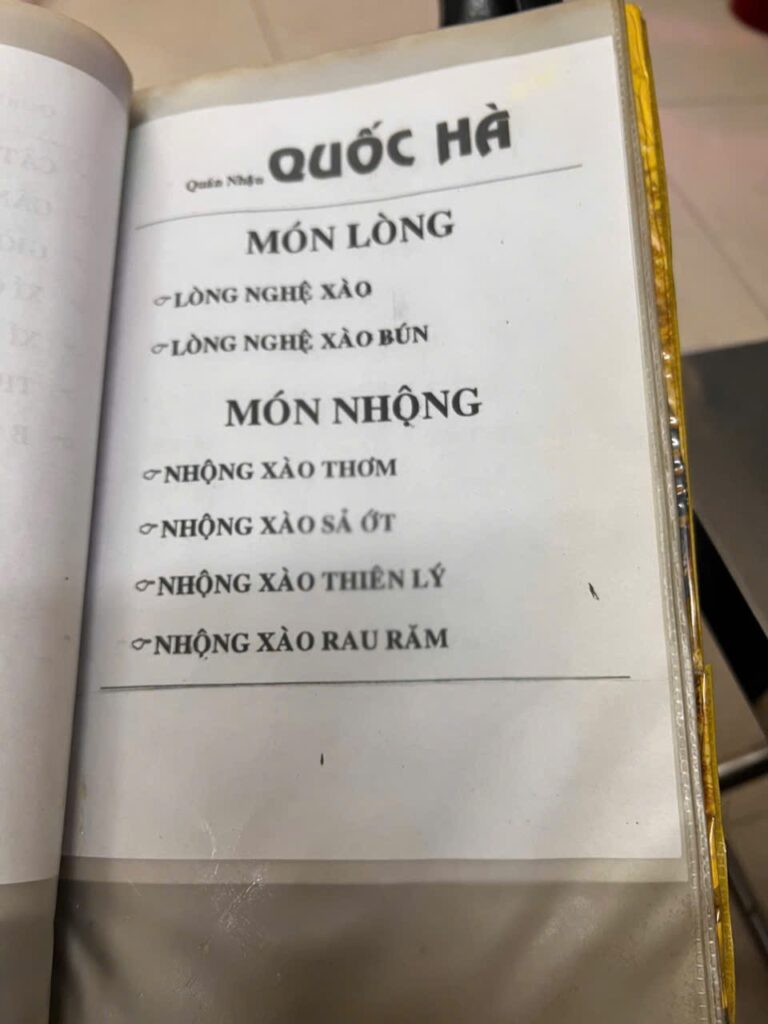 Quán Nhậu QUỐC HÀ
MÓN LÒNG
LÒNG NGHỆ XÀO
LÒNG NGHỆ XÀO BÚN
MÓN NHỘNG
NHỘNG XÀO THƠM
NHỘNG XÀO SẢ ỚT
NHỘNG XÀO THIÊN LÝ
NHỘNG XÀO RAU RĂM